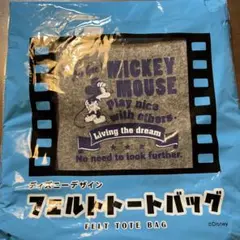 MICKEY
MOUSE
Play nice
with others.
Living the dream
No need to look further.
ディズニーデザイン
フェルトトートバッグ
FELT TOTE BAG
©Disney